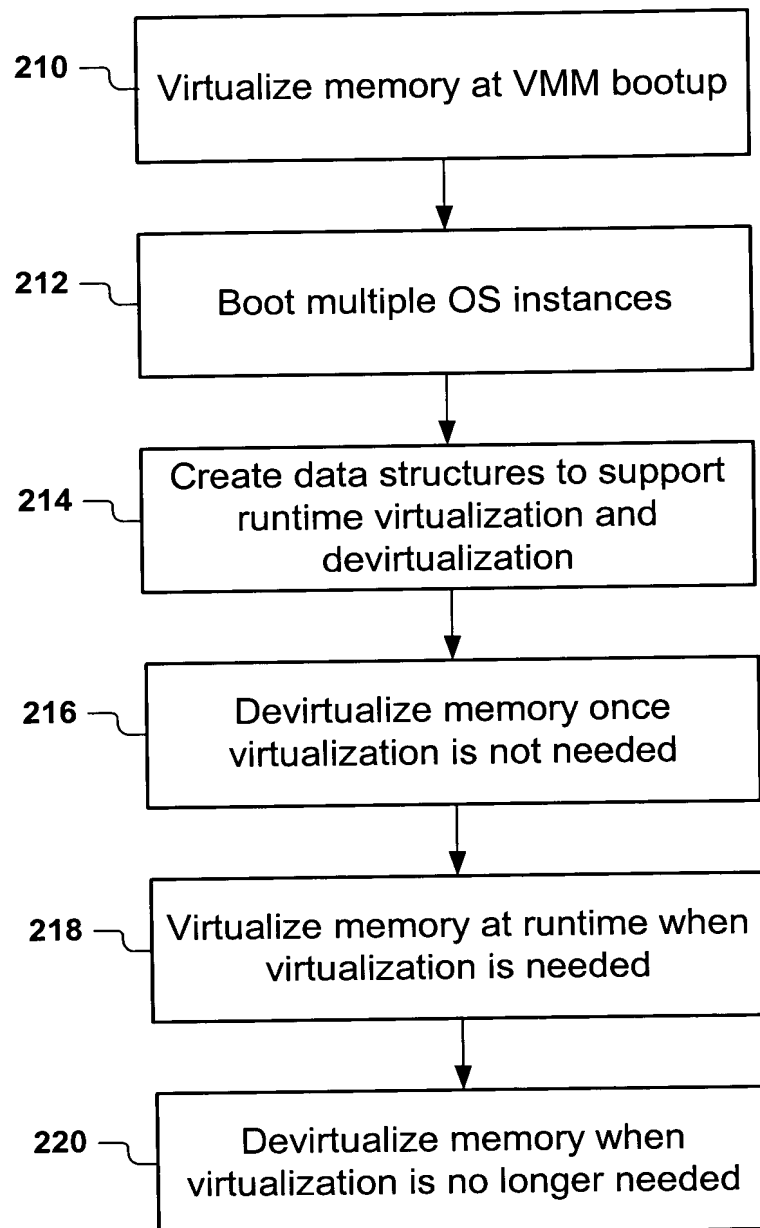 210
Virtualize memory at VMM bootup
212
Boot multiple OS instances
214
Create data structures to support
runtime virtualization and
devirtualization
216
Devirtualize memory once
virtualization is not needed
218
Virtualize memory at runtime when
virtualization is needed
220
Devirtualize memory when
virtualization is no longer needed